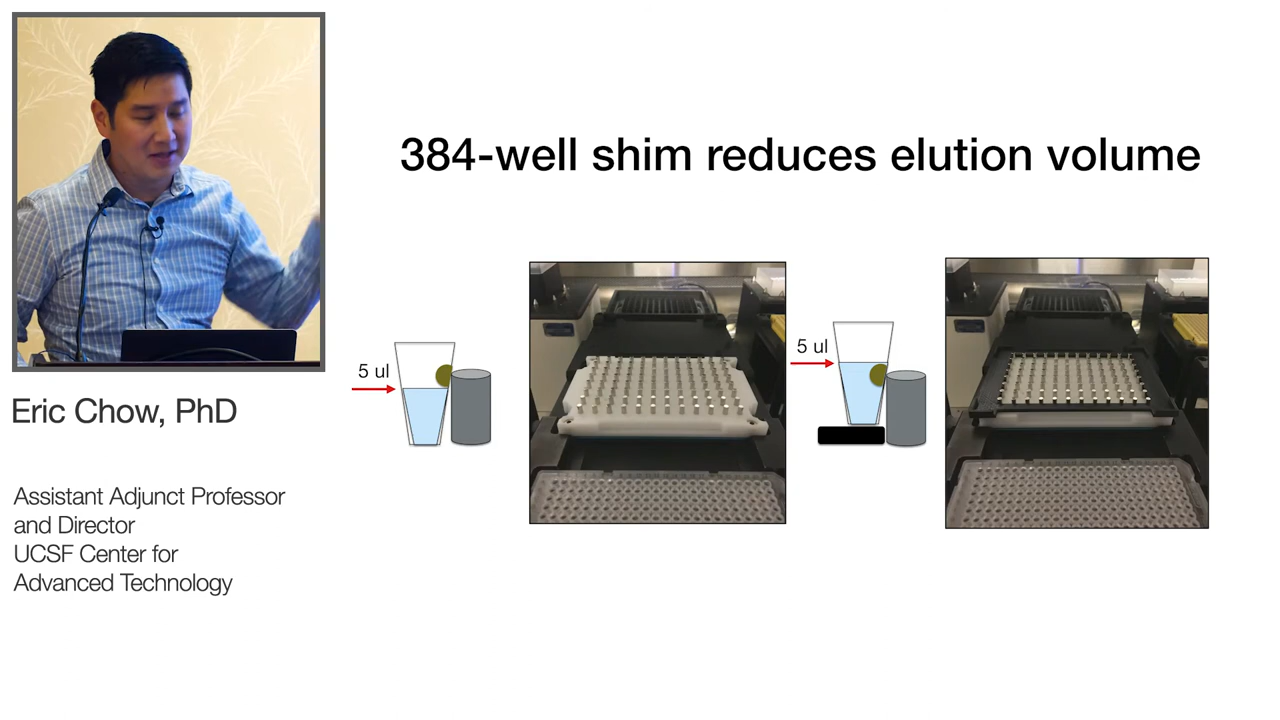 384-well shim reduces elution volume
5 ul
5 ul
Eric Chow, PhD
Assistant Adjunct Professor
and Director
UCSF Center for
Advanced Technology